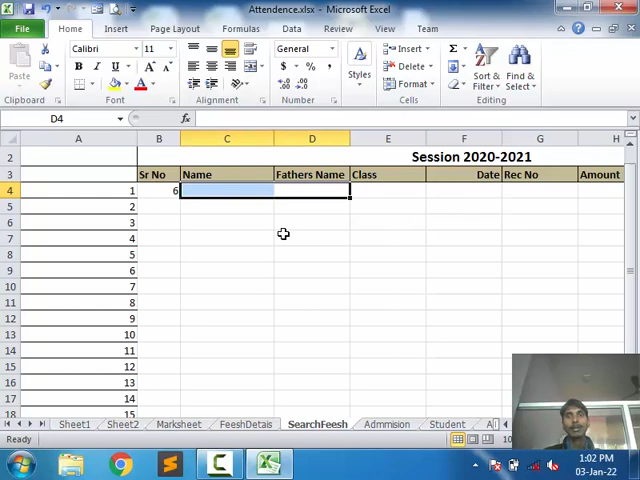 Attendence.xlsx - Microsoft Excel
File Home Insert Page Layout Formulas Data Review View Team
Paste
Clipboard
Calibri 11
B I U
Font
Alignment
General
$ % ,
Number
Styles
Insert
Delete
Format
Cells
Sort & Filter
Find & Select
Editing
D4 fx
A B C D E F G H
2 Session 2020-2021
3 Sr No Name Fathers Name Class Date Rec No Amount
4 1 6
5 2
6 3
7 4
8 5
9 6
10 7
11 8
12 9
13 10
14 11
15 12
16 13
17 14
18 15
Sheet1 Sheet2 Marksheet FeeshDetais SearchFeesh Addmision Student
Ready 10
1:02 PM
03-Jan-22